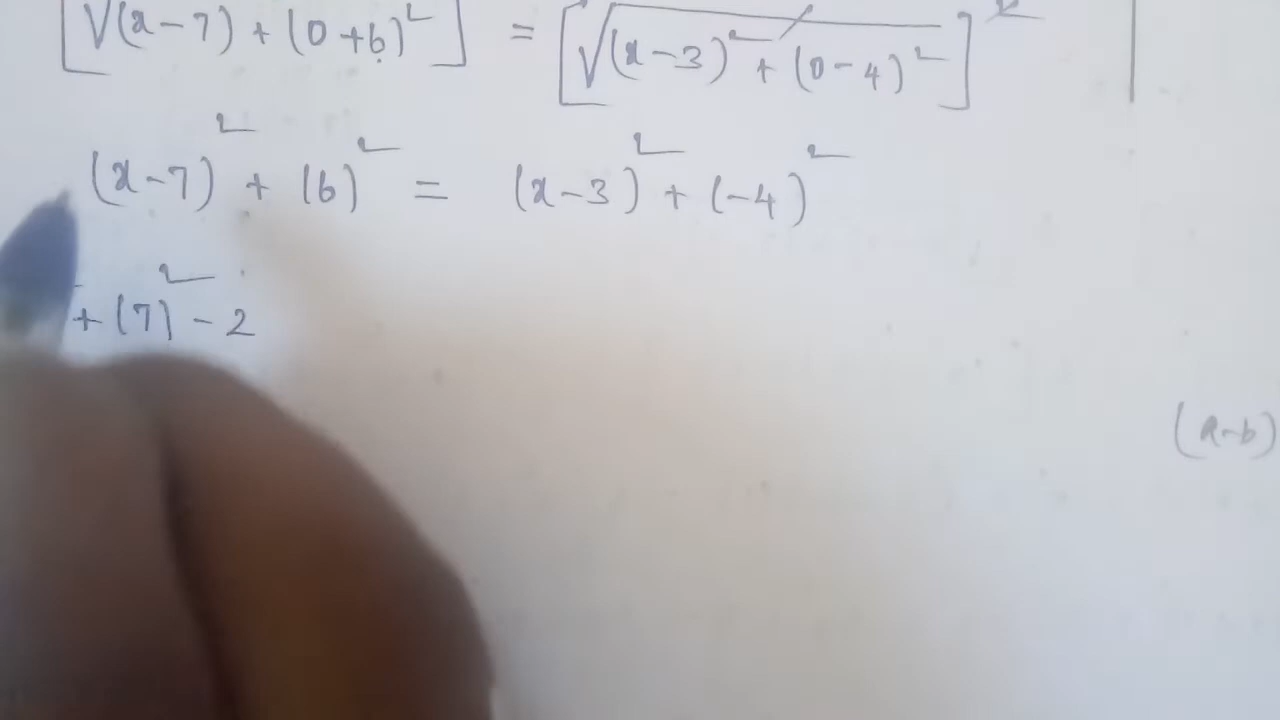 [√(x-7) + (0+6)² ] = [√(x-3)² + (0-4)² ]²
(x-7)² + (6)² = (x-3)² + (-4)²
+ (7)² - 2
(a-b)